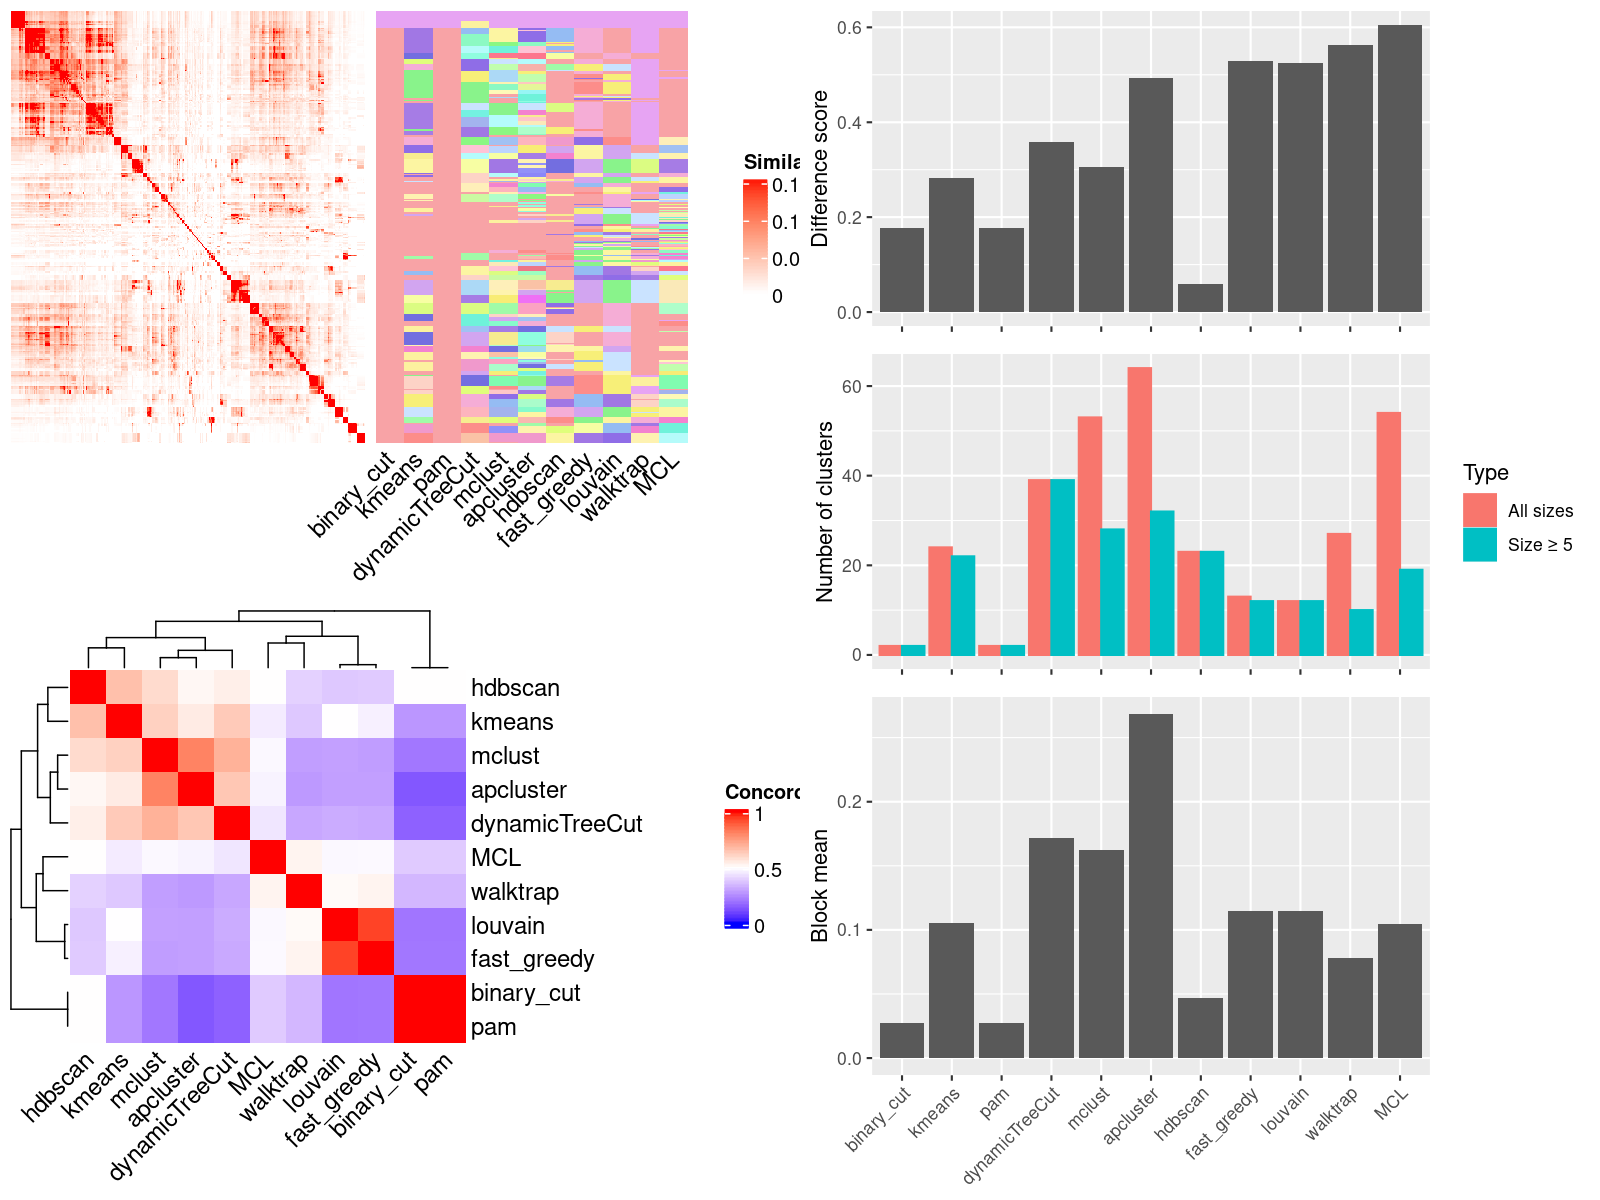 Simila
0.1
0.1
0.0
0
binary_cut
kmeans
pam
dynamicTreeCut
mclust
apcluster
hdbscan
fast_greedy
louvain
walktrap
MCL
hdbscan
kmeans
mclust
apcluster
dynamicTreeCut
MCL
walktrap
louvain
fast_greedy
binary_cut
pam
hdbscan
kmeans
mclust
apcluster
dynamicTreeCut
MCL
walktrap
louvain
fast_greedy
binary_cut
pam
Concord
1
0.5
0
Difference score
0.6
0.4
0.2
0.0
Number of clusters
60
40
20
0
Type
All sizes
Size ≥ 5
Block mean
0.2
0.1
0.0
binary_cut
kmeans
pam
dynamicTreeCut
mclust
apcluster
hdbscan
fast_greedy
louvain
walktrap
MCL